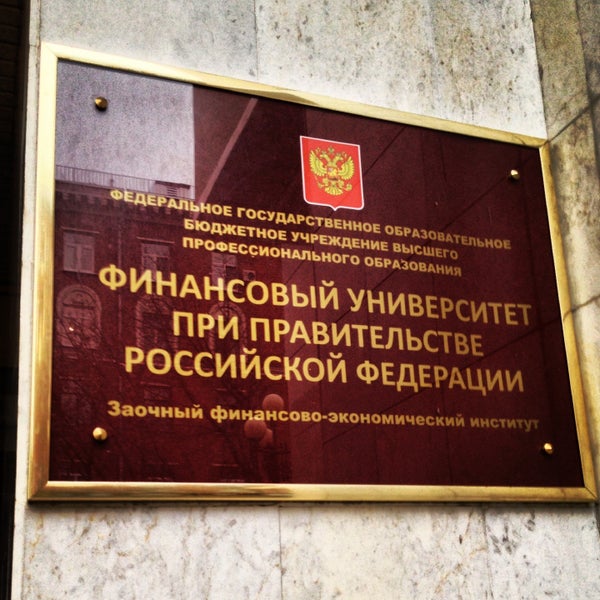 ФЕДЕРАЛЬНОЕ ГОСУДАРСТВЕННОЕ ОБРАЗОВАТЕЛЬНОЕ
БЮДЖЕТНОЕ УЧРЕЖДЕНИЕ ВЫСШЕГО
ПРОФЕССИОНАЛЬНОГО ОБРАЗОВАНИЯ
ФИНАНСОВЫЙ УНИВЕРСИТЕТ
ПРИ ПРАВИТЕЛЬСТВЕ
РОССИЙСКОЙ ФЕДЕРАЦИИ
Заочный финансово-экономический институт